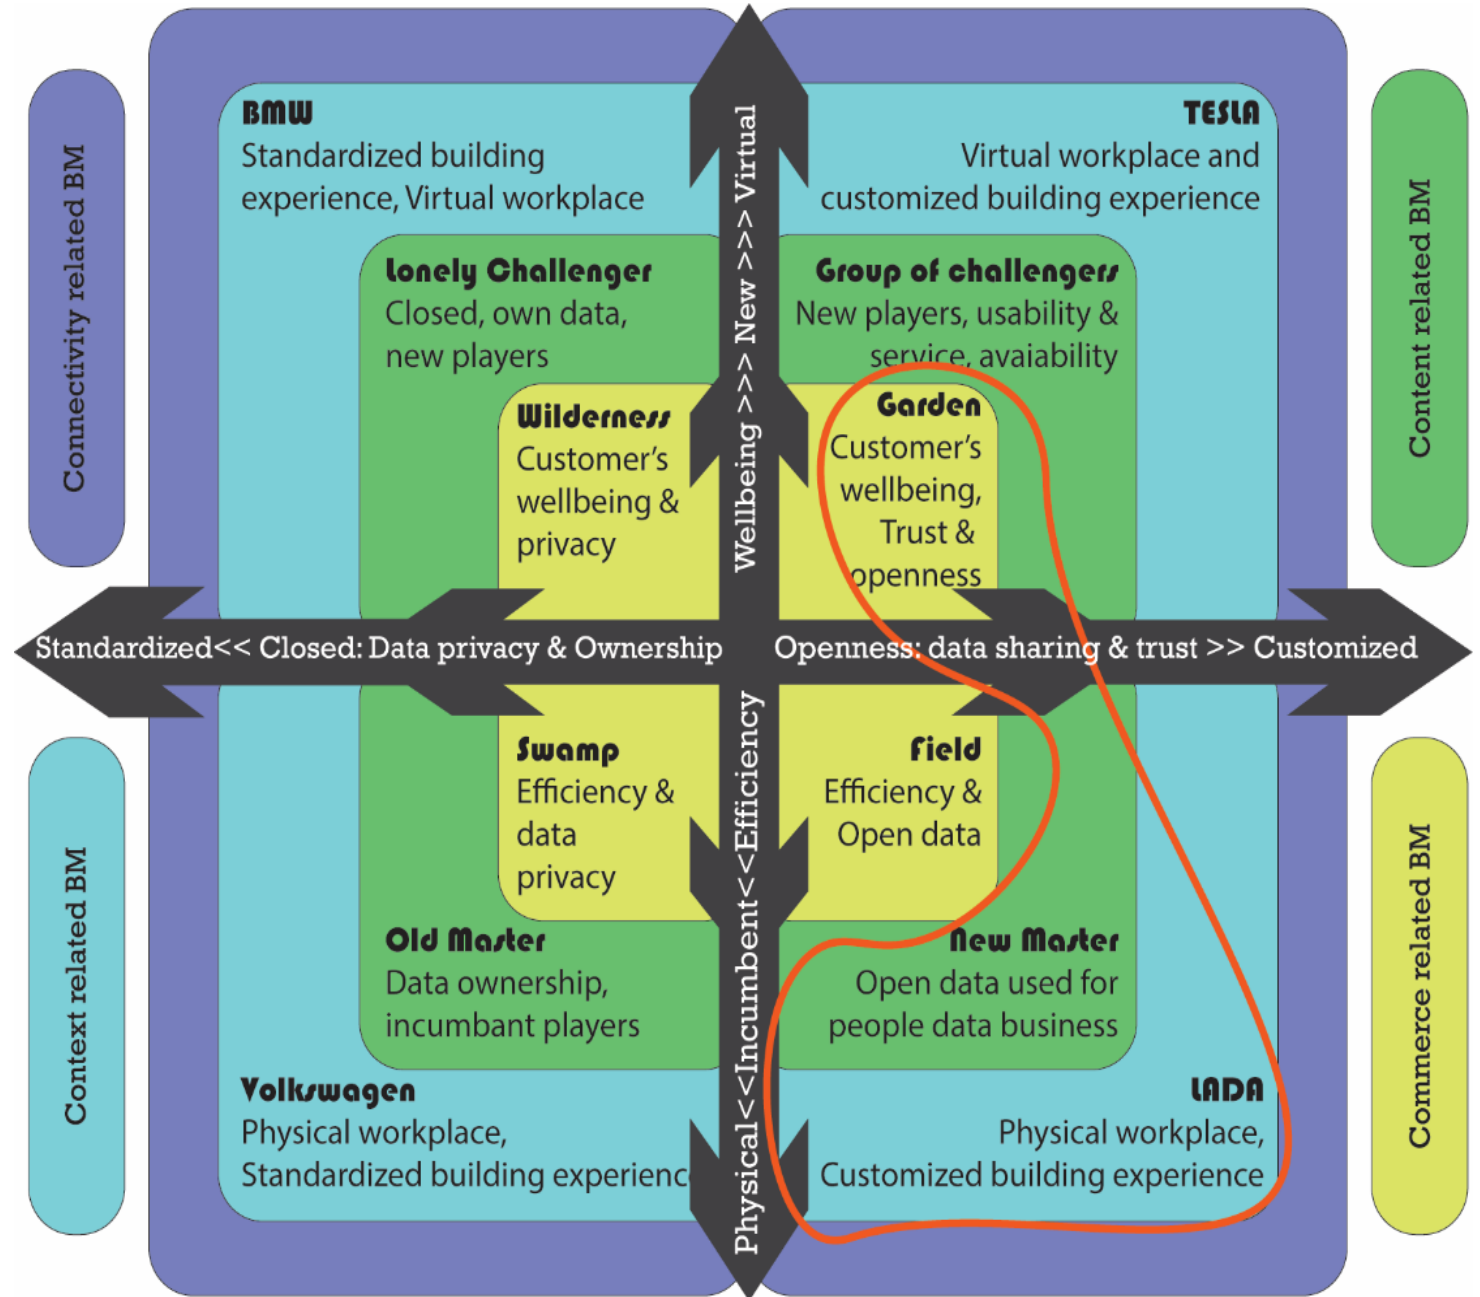 Connectivity related BM
Context related BM
BMW
Standardized building
experience, Virtual workplace
TESLA
Virtual workplace and
customized building experience
Lonely Challenger
Closed, own data,
new players
Group of challengers
New players, usability &
service, avaiability
Wilderness
Customer's
wellbeing &
privacy
Garden
Customer's
wellbeing,
Trust &
openness
Wellbeing >>> New >>> Virtual
Standardized<< Closed: Data privacy & Ownership
Openness: data sharing & trust >> Customized
Physical<<Incumbent<<Efficiency
Swamp
Efficiency &
data
privacy
Field
Efficiency &
Open data
Old Master
Data ownership,
incumbant players
New Master
Open data used for
people data business
Volkswagen
Physical workplace,
Standardized building experienc
LADA
Physical workplace,
Customized building experience
Content related BM
Commerce related BM